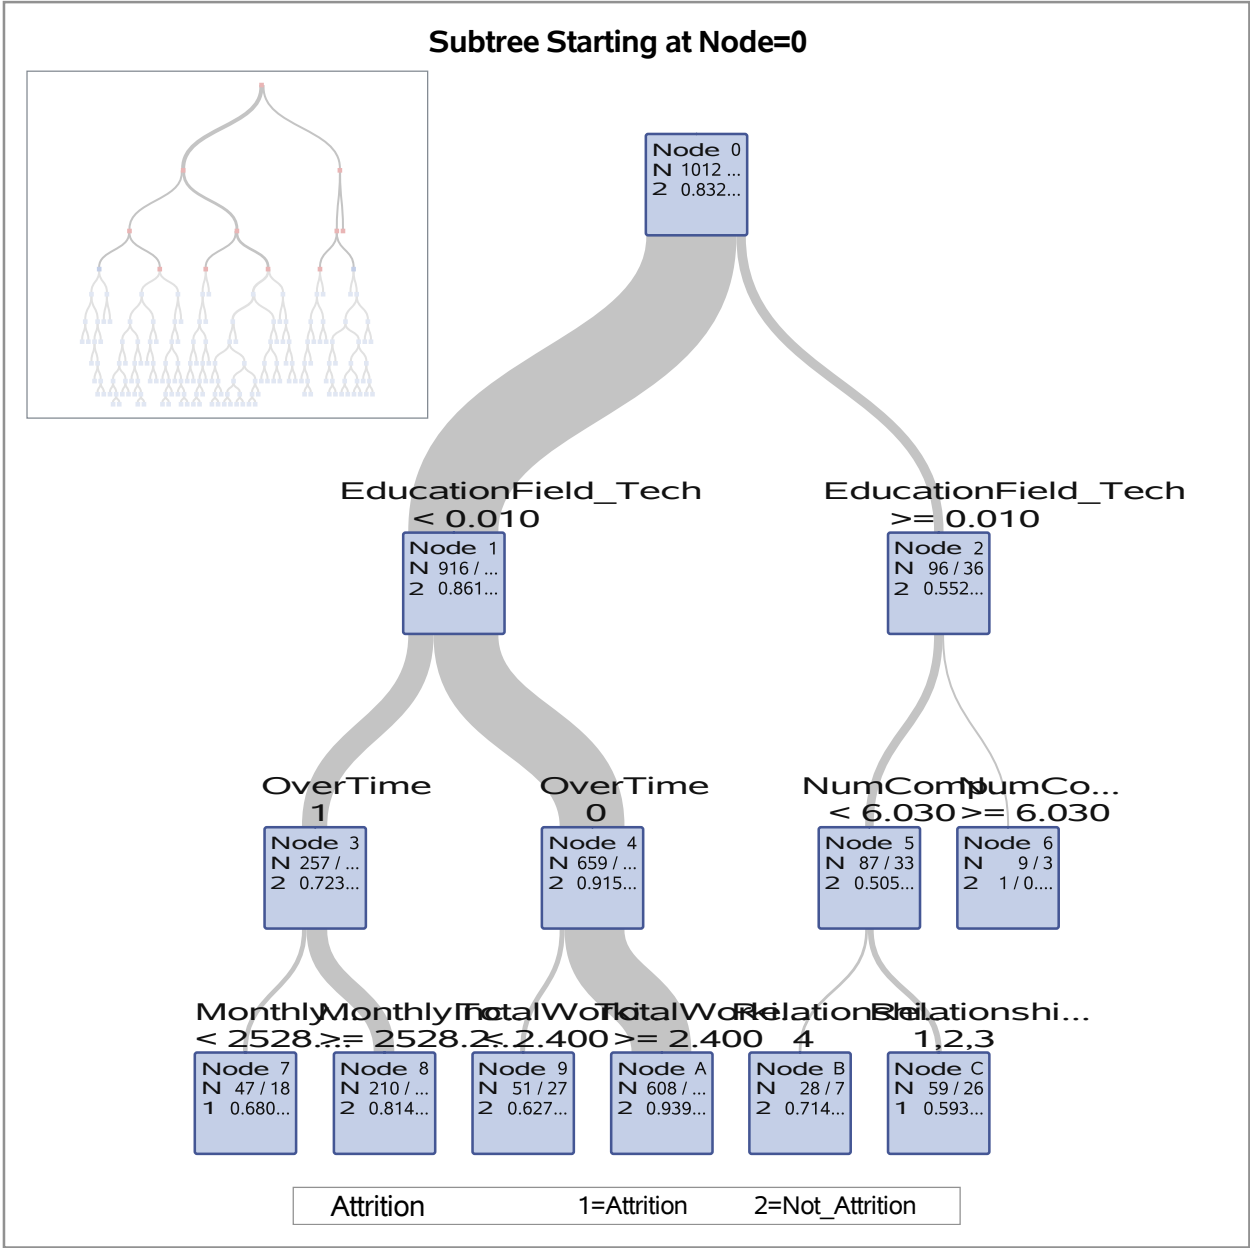 Subtree Starting at Node=0
Node 0
N 1012 ...
2 0.832...
EducationField_Tech
< 0.010
EducationField_Tech
>= 0.010
Node 1
N 916 / ...
2 0.861...
Node 2
N 96 / 36
2 0.552...
OverTime
1
OverTime
0
NumComp...
< 6.030
NumCo...
>= 6.030
Node 3
N 257 / ...
2 0.723...
Node 4
N 659 / ...
2 0.915...
Node 5
N 87 / 33
2 0.505...
Node 6
N 9 / 3
2 1 / 0....
< 2528....
>= 2528.2...
< 2.400
>= 2.400
4
Relationshi...
1,2,3
Node 7
N 47 / 18
1 0.680...
Node 8
N 210 / ...
2 0.814...
Node 9
N 51 / 27
2 0.627...
Node A
N 608 / ...
2 0.939...
Node B
N 28 / 7
2 0.714...
Node C
N 59 / 26
1 0.593...
Attrition 1=Attrition 2=Not_Attrition